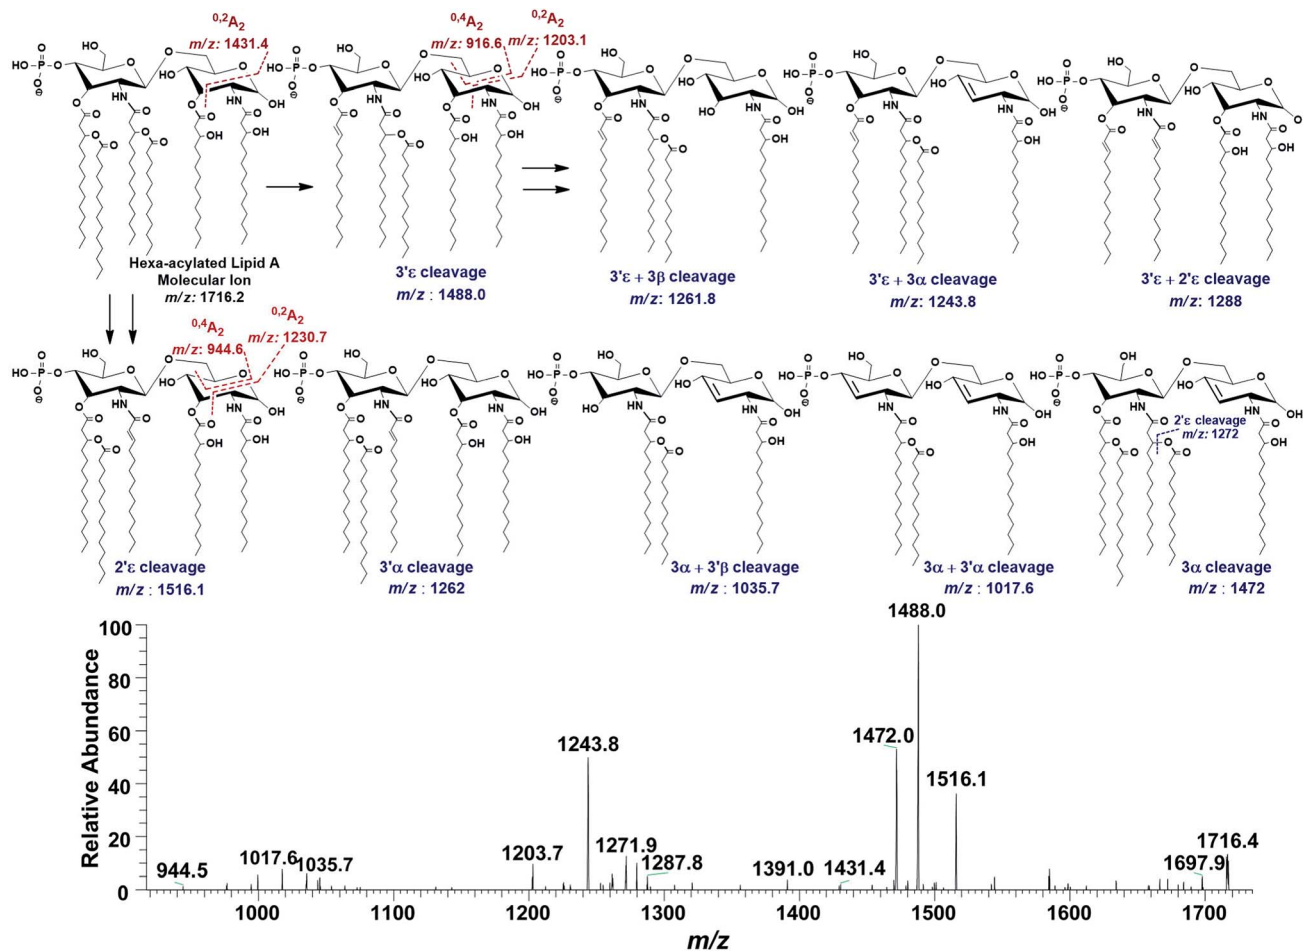 0,2A2
m/z: 1431.4
0,4A2
m/z: 916.6
0,2A2
m/z: 1203.1
Hexa-acylated Lipid A
Molecular Ion
m/z: 1716.2
3'ε cleavage
m/z : 1488.0
3'ε + 3β cleavage
m/z: 1261.8
3'ε + 3α cleavage
m/z: 1243.8
3'ε + 2'ε cleavage
m/z: 1288
0,4A2
m/z: 944.6
0,2A2
m/z: 1230.7
2'ε cleavage
m/z: 1272
2'ε cleavage
m/z : 1516.1
3'α cleavage
m/z : 1262
3α + 3'β cleavage
m/z : 1035.7
3α + 3'α cleavage
m/z : 1017.6
3α cleavage
m/z : 1472
Relative Abundance
100
80
60
40
20
0
944.5
1017.6
1035.7
1203.7
1243.8
1271.9
1287.8
1391.0
1431.4
1472.0
1488.0
1516.1
1697.9
1716.4
1000 1100 1200 1300 1400 1500 1600 1700
m/z